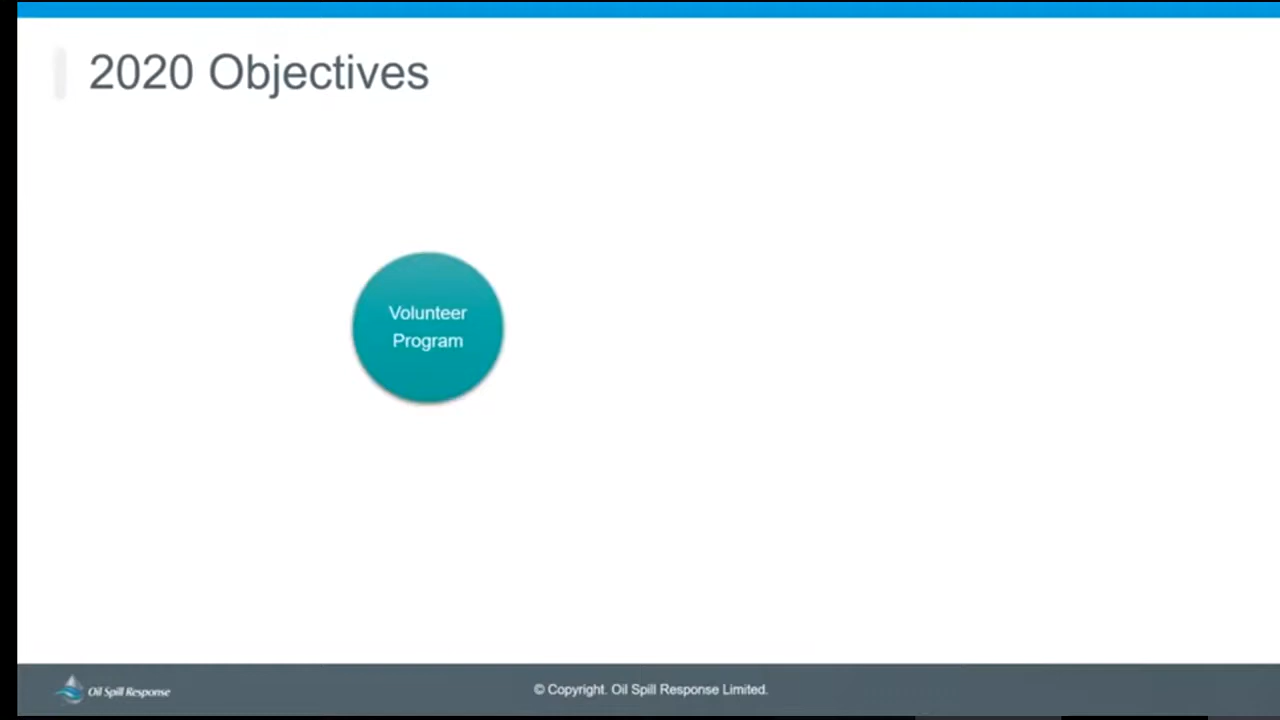 2020 Objectives
Volunteer
Program
Oil Spill Response
© Copyright. Oil Spill Response Limited.